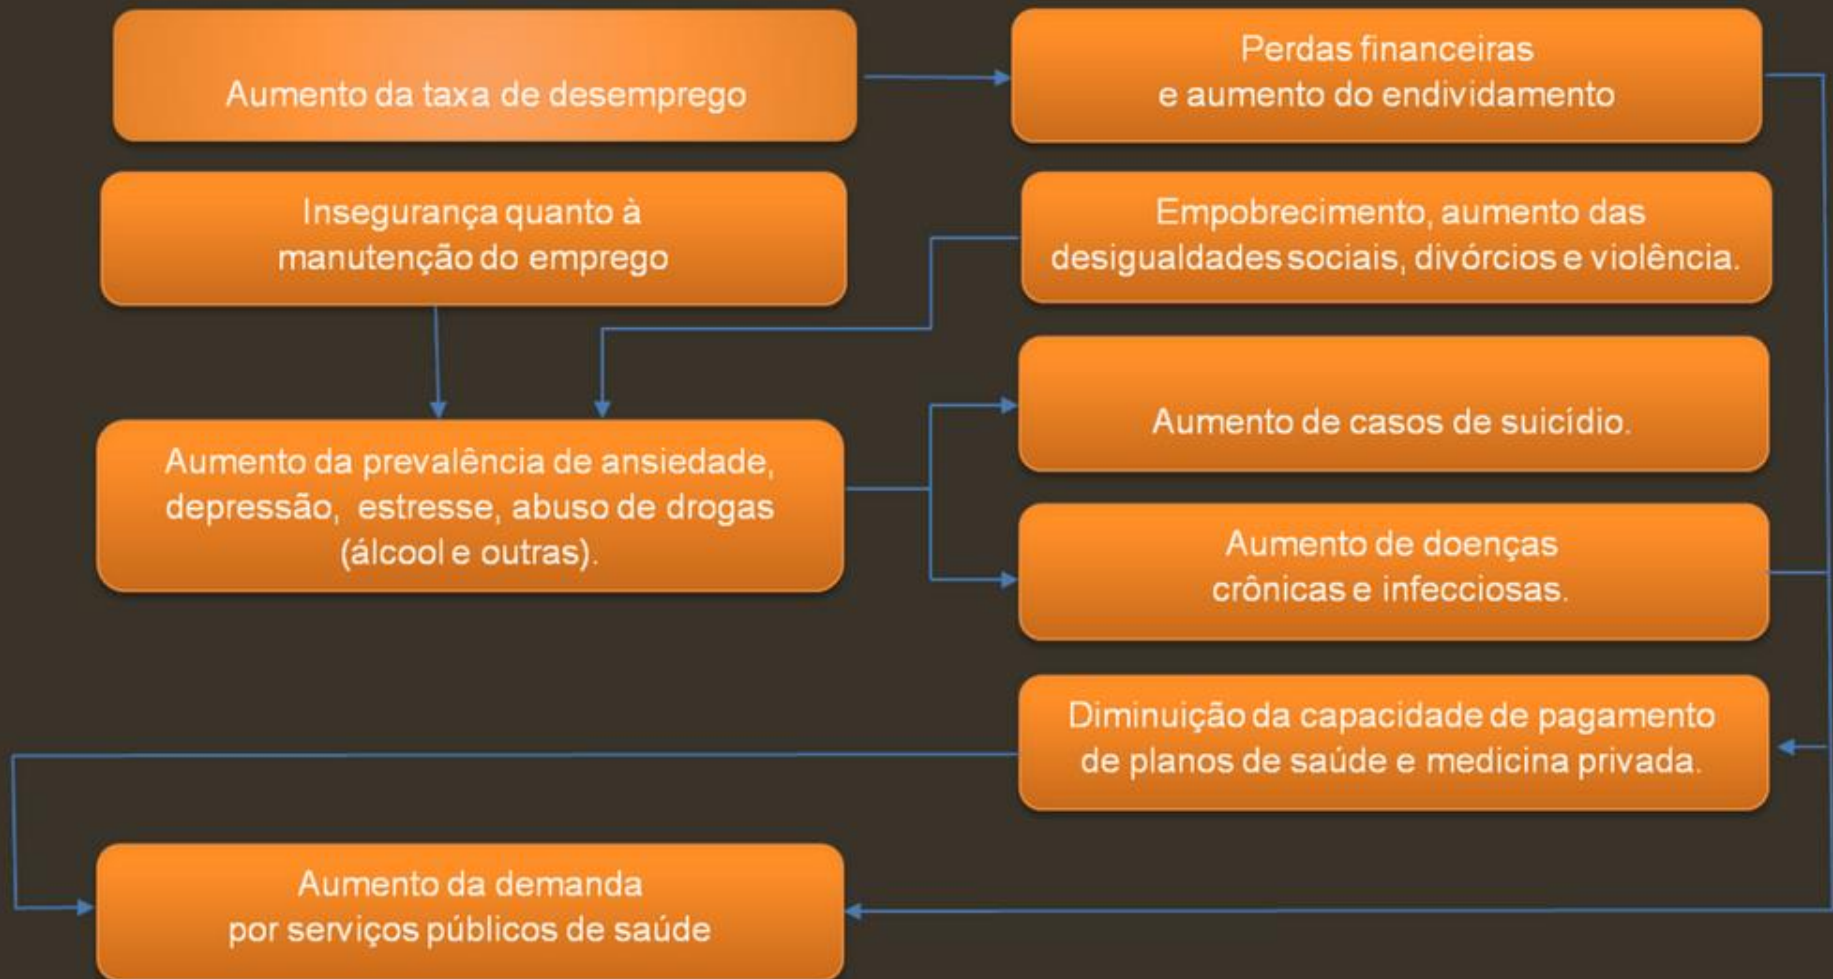 Aumento da taxa de desemprego
Perdas financeiras
e aumento do endividamento
Insegurança quanto à
manutenção do emprego
Empobrecimento, aumento das
desigualdades sociais, divórcios e violência.
Aumento de casos de suicídio.
Aumento da prevalência de ansiedade,
depressão, estresse, abuso de drogas
(álcool e outras).
Aumento de doenças
crônicas e infecciosas.
Diminuição da capacidade de pagamento
de planos de saúde e medicina privada.
Aumento da demanda
por serviços públicos de saúde